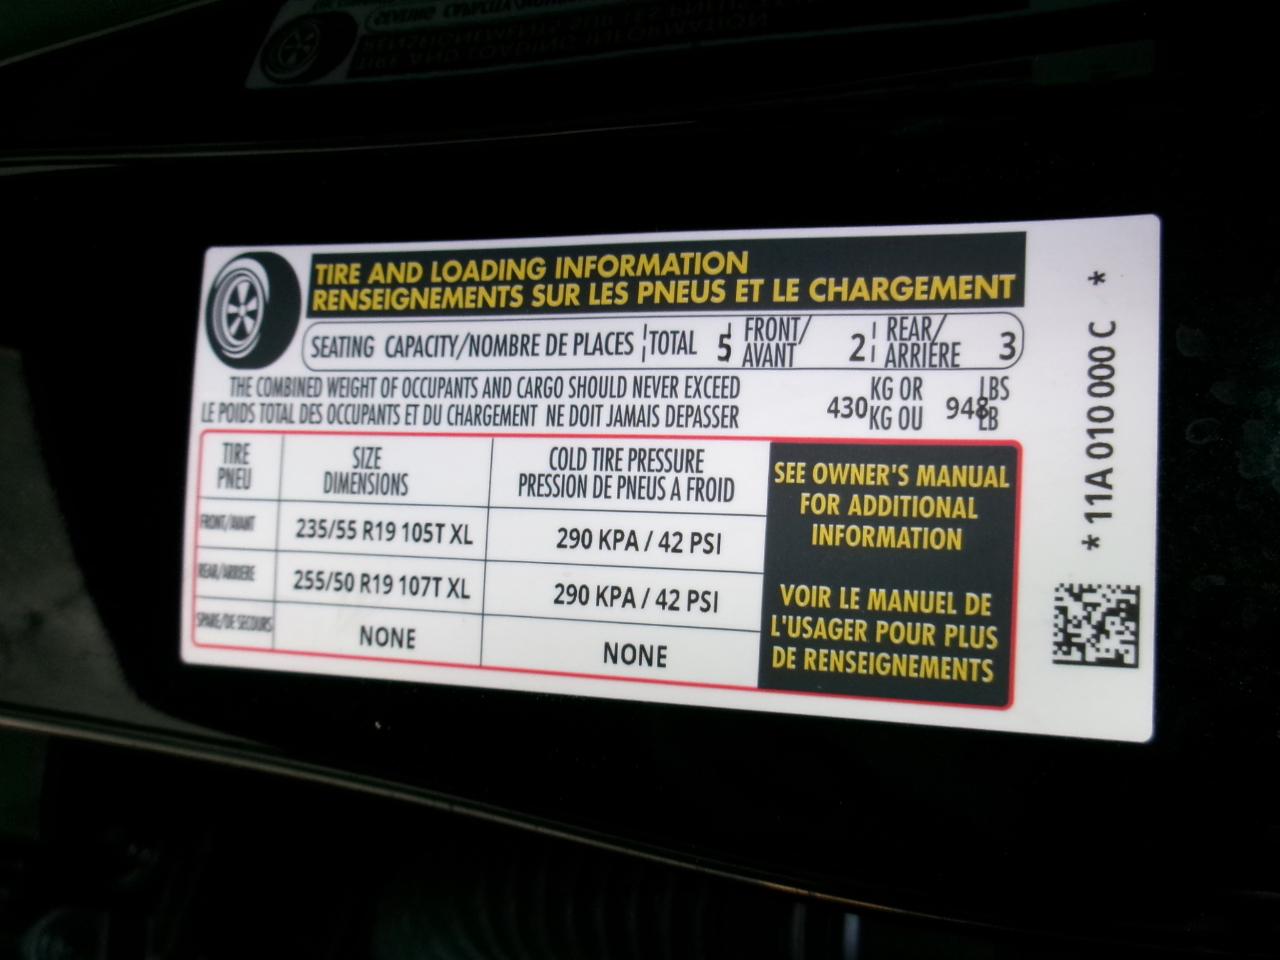 TIRE AND LOADING INFORMATION
RENSEIGNEMENTS SUR LES PNEUS ET LE CHARGEMENT
SEATING CAPACITY/NOMBRE DE PLACES TOTAL 5 FRONT/AVANT 2 REAR/ARRIÈRE 3
THE COMBINED WEIGHT OF OCCUPANTS AND CARGO SHOULD NEVER EXCEED
LE POIDS TOTAL DES OCCUPANTS ET DU CHARGEMENT NE DOIT JAMAIS DEPASSER
430 KG OR 948 LBS
KG OU LB
TIRE SIZE COLD TIRE PRESSURE
PNEU DIMENSIONS PRESSION DE PNEUS A FROID
FRONT/AVANT 235/55 R19 105T XL 290 KPA / 42 PSI
REAR/ARRIERE 255/50 R19 107T XL 290 KPA / 42 PSI
SPARE/DE SECOURS NONE NONE
SEE OWNER'S MANUAL
FOR ADDITIONAL
INFORMATION
VOIR LE MANUEL DE
L'USAGER POUR PLUS
DE RENSEIGNEMENTS
* 11A 010 000 C *